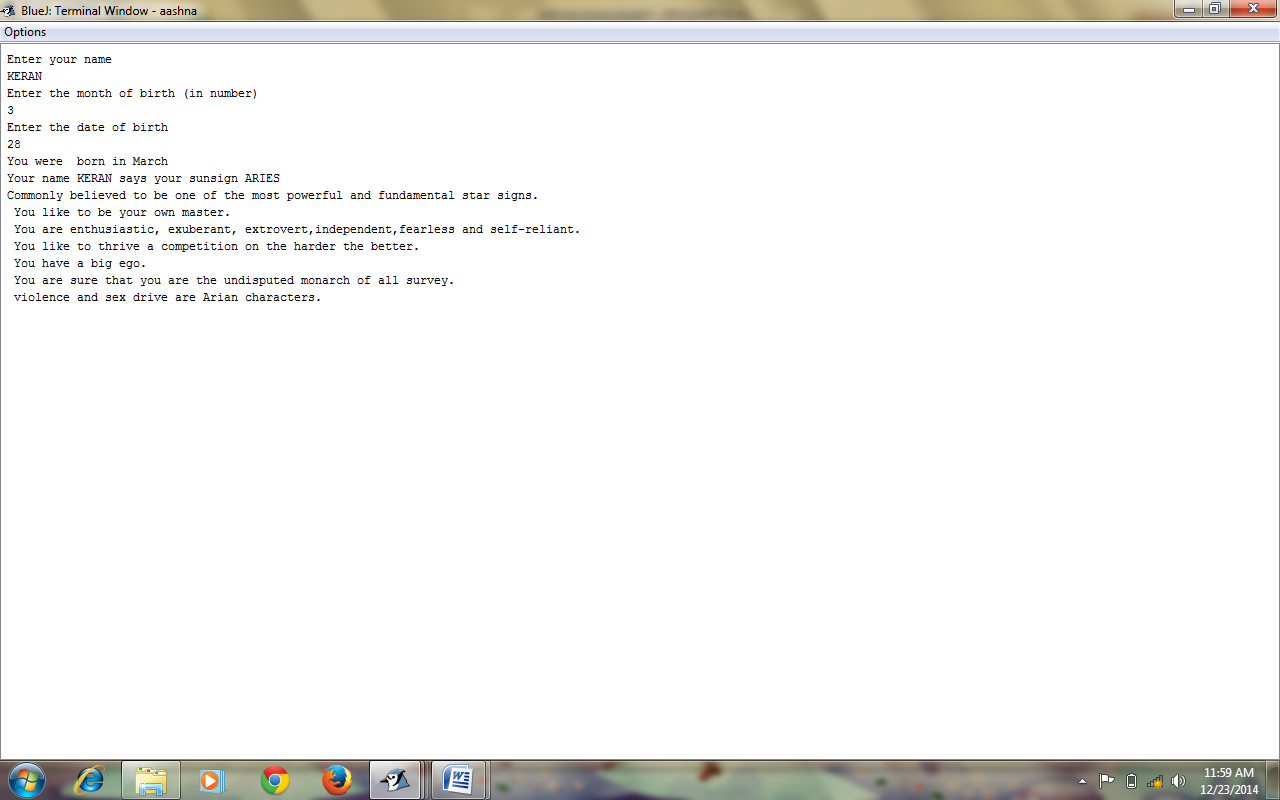 BlueJ: Terminal Window - aashna
Options
Enter your name
KERAN
Enter the month of birth (in number)
3
Enter the date of birth
28
You were  born in March
Your name KERAN says your sunsign ARIES
Commonly believed to be one of the most powerful and fundamental star signs.
 You like to be your own master.
 You are enthusiastic, exuberant, extrovert,independent,fearless and self-reliant.
 You like to thrive a competition on the harder the better.
 You have a big ego.
 You are sure that you are the undisputed monarch of all survey.
 violence and sex drive are Arian characters.
11:59 AM
12/23/2014